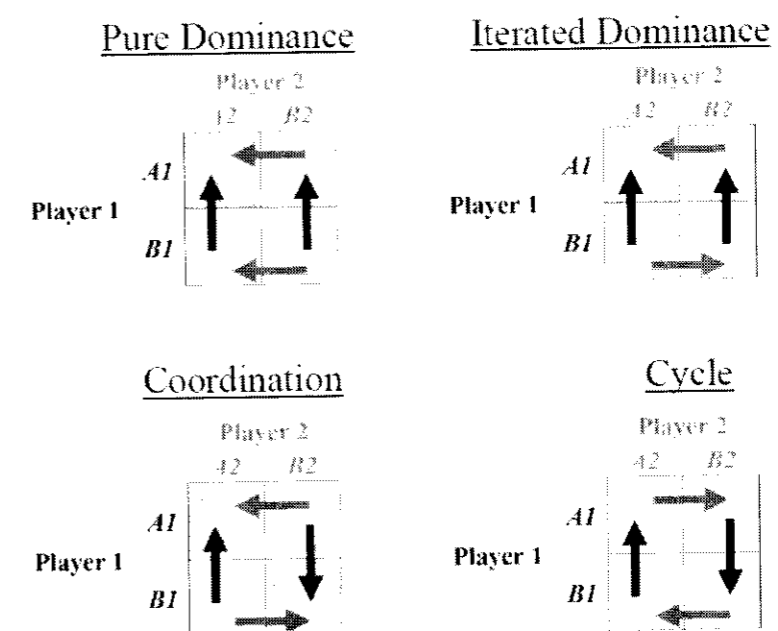 Pure Dominance
Player 2
A2 B2
A1
Player 1
B1
Iterated Dominance
Player 2
A2 B2
A1
Player 1
B1
Coordination
Player 2
A2 B2
A1
Player 1
B1
Cycle
Player 2
A2 B2
A1
Player 1
B1